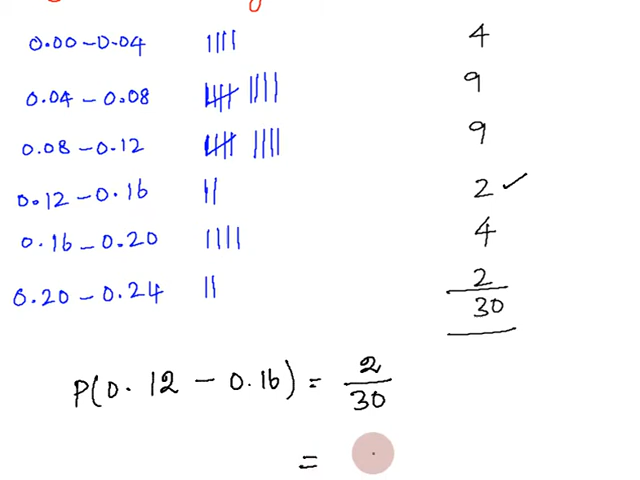 0.00 – 0.04 |||| 4
0.04 – 0.08 𝍸 |||| 9
0.08 – 0.12 𝍸 |||| 9
0.12 – 0.16 || 2 ✓
0.16 – 0.20 |||| 4
0.20 – 0.24 || 2
30
P(0.12 – 0.16) = 2/30
=